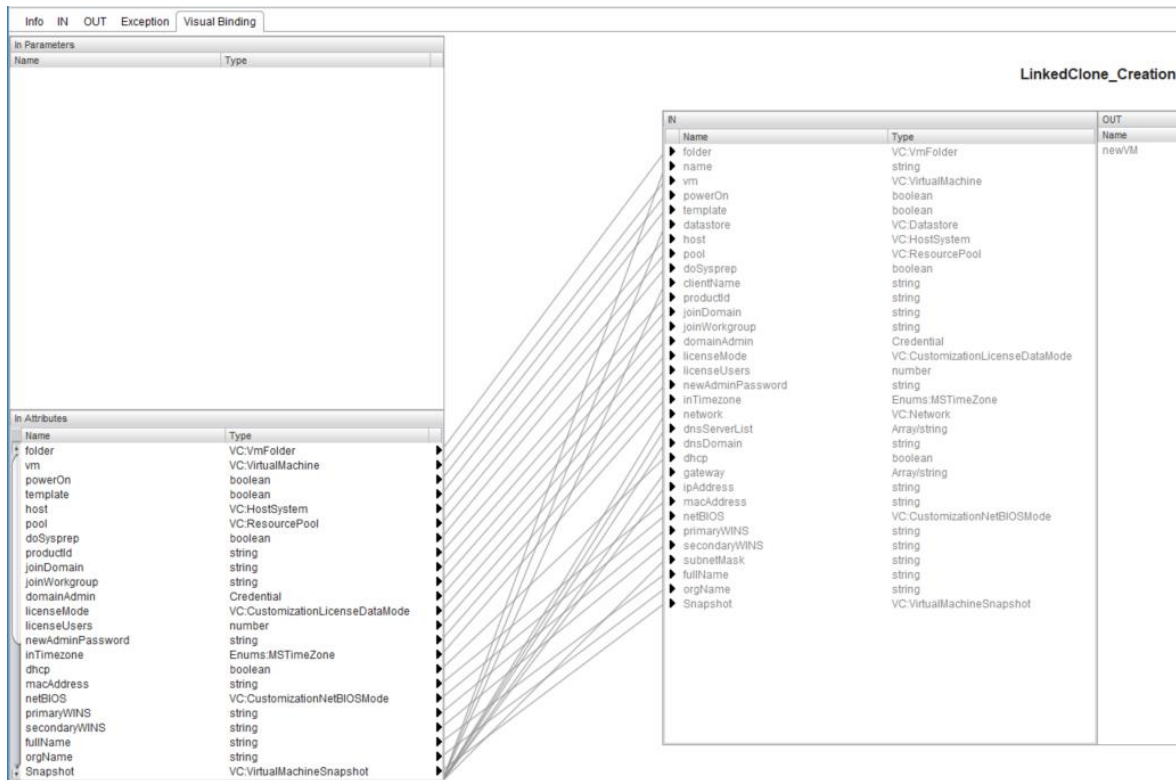 Info IN OUT Exception Visual Binding
In Parameters
Name Type
LinkedClone_Creation
IN
Name Type
folder VC:VmFolder
name string
vm VC:VirtualMachine
powerOn boolean
template boolean
datastore VC:Datastore
host VC:HostSystem
pool VC:ResourcePool
doSysprep boolean
clientName string
productId string
joinDomain string
joinWorkgroup string
domainAdmin Credential
licenseMode VC:CustomizationLicenseDataMode
licenseUsers number
newAdminPassword string
inTimezone Enums:MSTimeZone
network VC:Network
dnsServerList Array/string
dnsDomain string
dhcp boolean
gateway Array/string
ipAddress string
macAddress string
netBIOS VC:CustomizationNetBIOSMode
primaryWINS string
secondaryWINS string
subnetMask string
fullName string
orgName string
Snapshot VC:VirtualMachineSnapshot
OUT
Name
newVM
In Attributes
Name Type
folder VC:VmFolder
vm VC:VirtualMachine
powerOn boolean
template boolean
host VC:HostSystem
pool VC:ResourcePool
doSysprep boolean
productId string
joinDomain string
joinWorkgroup string
domainAdmin Credential
licenseMode VC:CustomizationLicenseDataMode
licenseUsers number
newAdminPassword string
inTimezone Enums:MSTimeZone
dhcp boolean
macAddress string
netBIOS VC:CustomizationNetBIOSMode
primaryWINS string
secondaryWINS string
fullName string
orgName string
Snapshot VC:VirtualMachineSnapshot